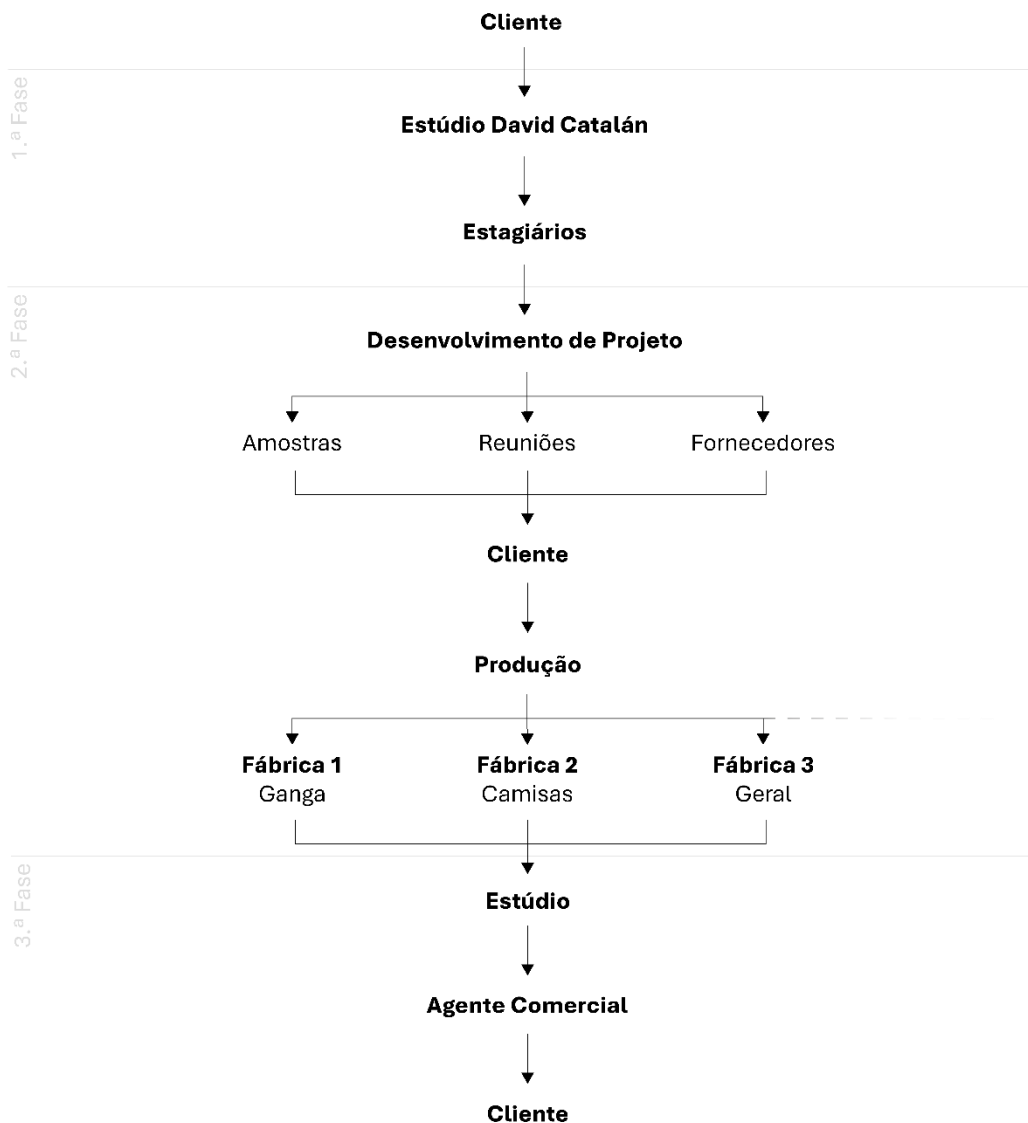 Cliente
1.ª Fase
Estúdio David Catalán
Estagiários
2.ª Fase
Desenvolvimento de Projeto
Amostras
Reuniões
Fornecedores
Cliente
Produção
Fábrica 1
Ganga
Fábrica 2
Camisas
Fábrica 3
Geral
3.ª Fase
Estúdio
Agente Comercial
Cliente